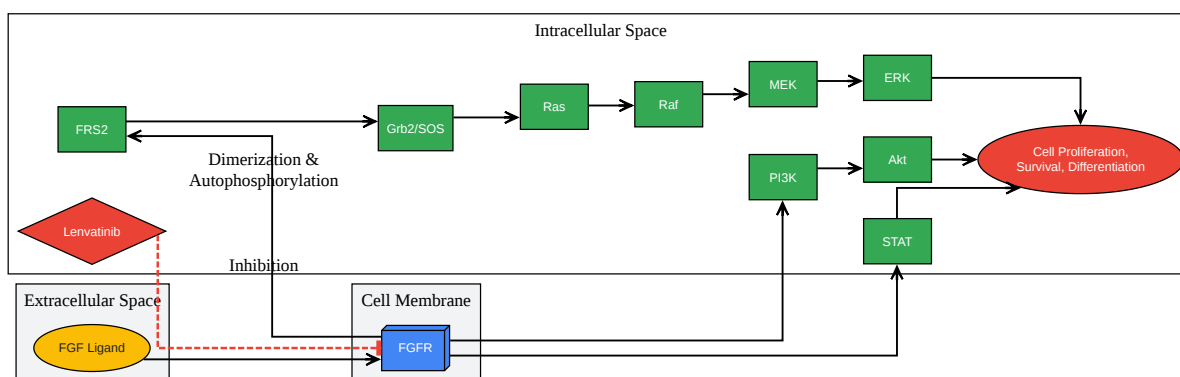 Intracellular Space
MEK
ERK
Ras
Raf
FRS2
Grb2/SOS
Dimerization &
Autophosphorylation
PI3K
Akt
Cell Proliferation,
Survival, Differentiation
Lenvatinib
STAT
Inhibition
Extracellular Space
Cell Membrane
FGF Ligand
FGFR